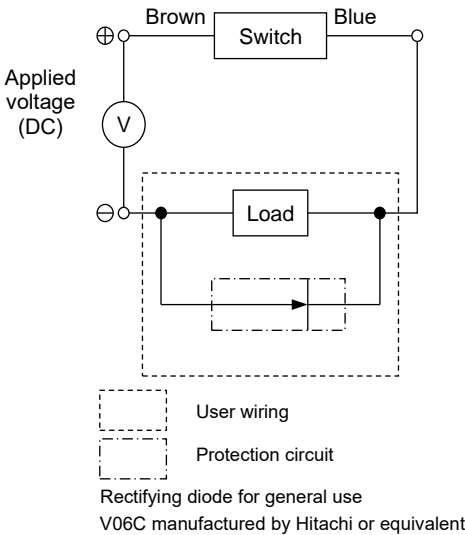 Brown
Blue
⊕
Switch
Applied
voltage
(DC)
V
⊖
Load
User wiring
Protection circuit
Rectifying diode for general use
V06C manufactured by Hitachi or equivalent